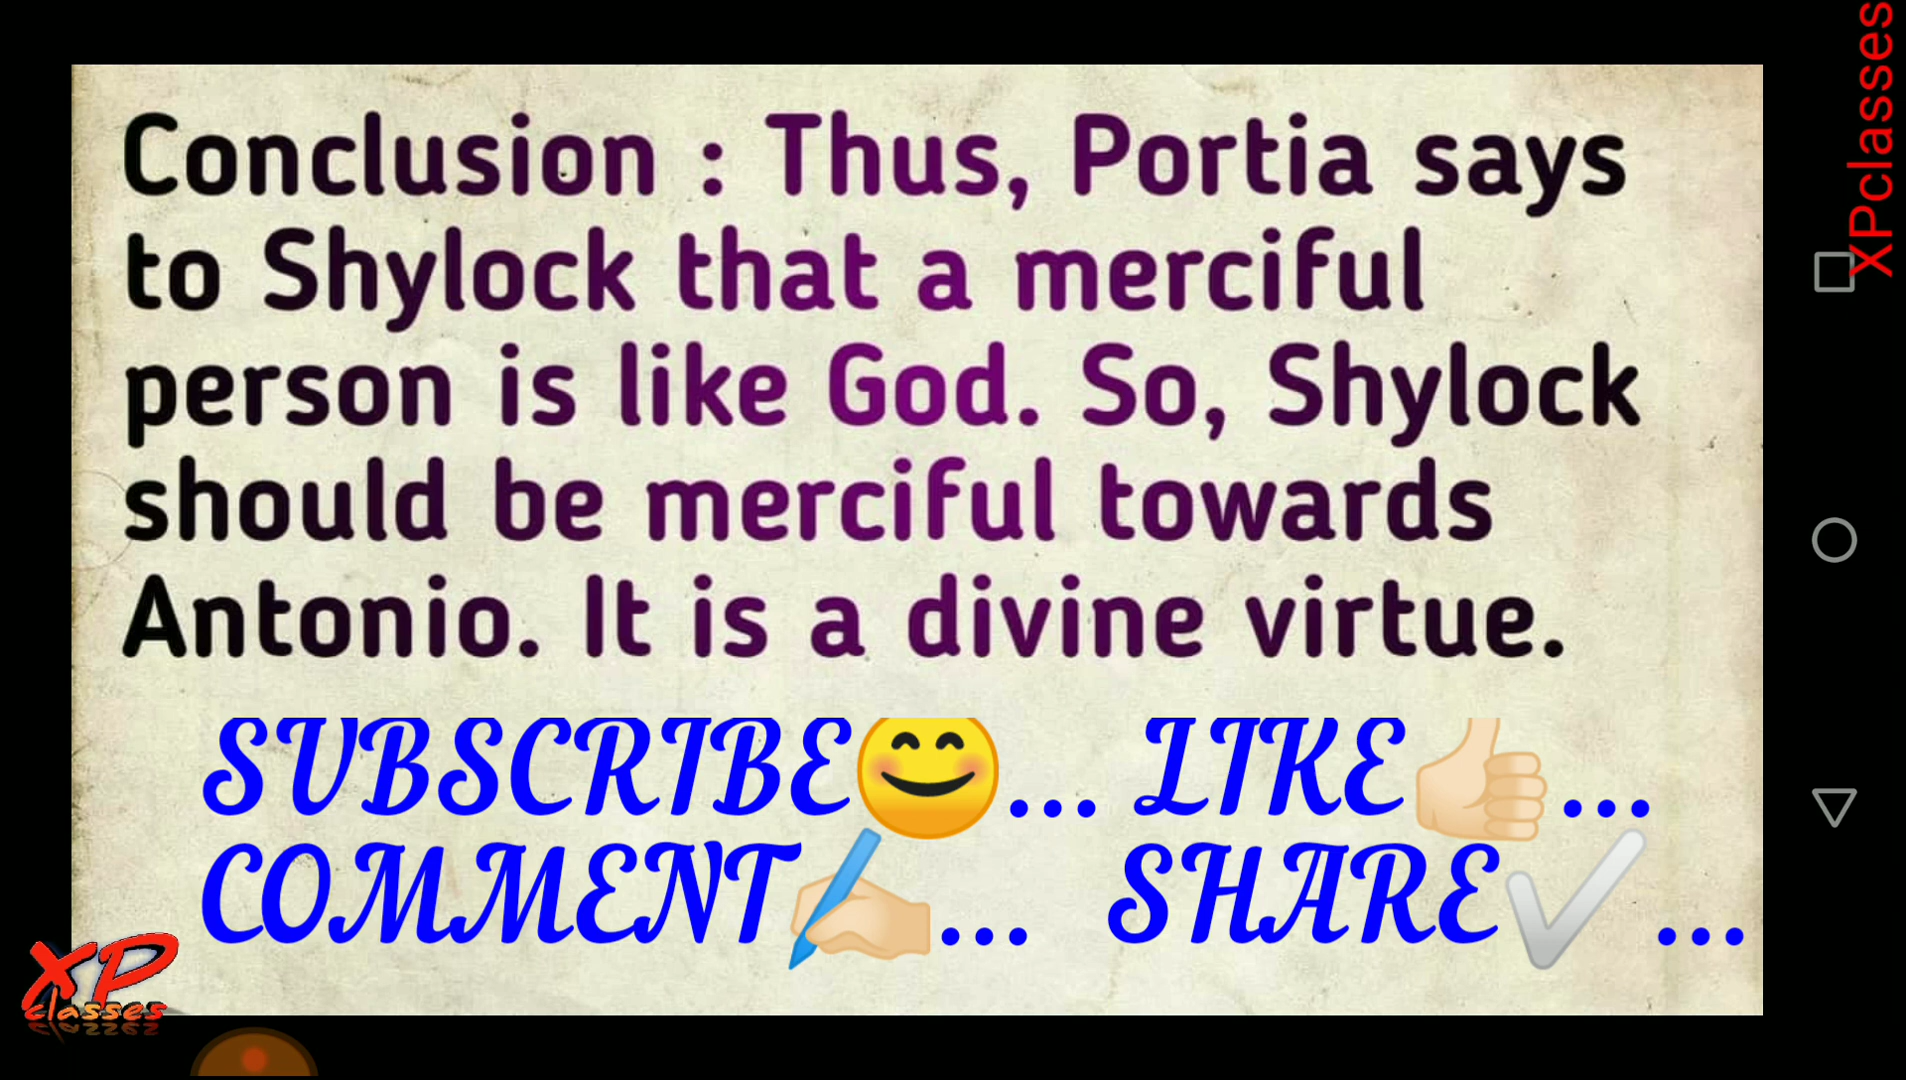 Conclusion : Thus, Portia says
to Shylock that a merciful
person is like God. So, Shylock
should be merciful towards
Antonio. It is a divine virtue.
SUBSCRIBE😊... LIKE👍🏻...
COMMENT✍🏻... SHARE✔...
XP
classes
XPclasses